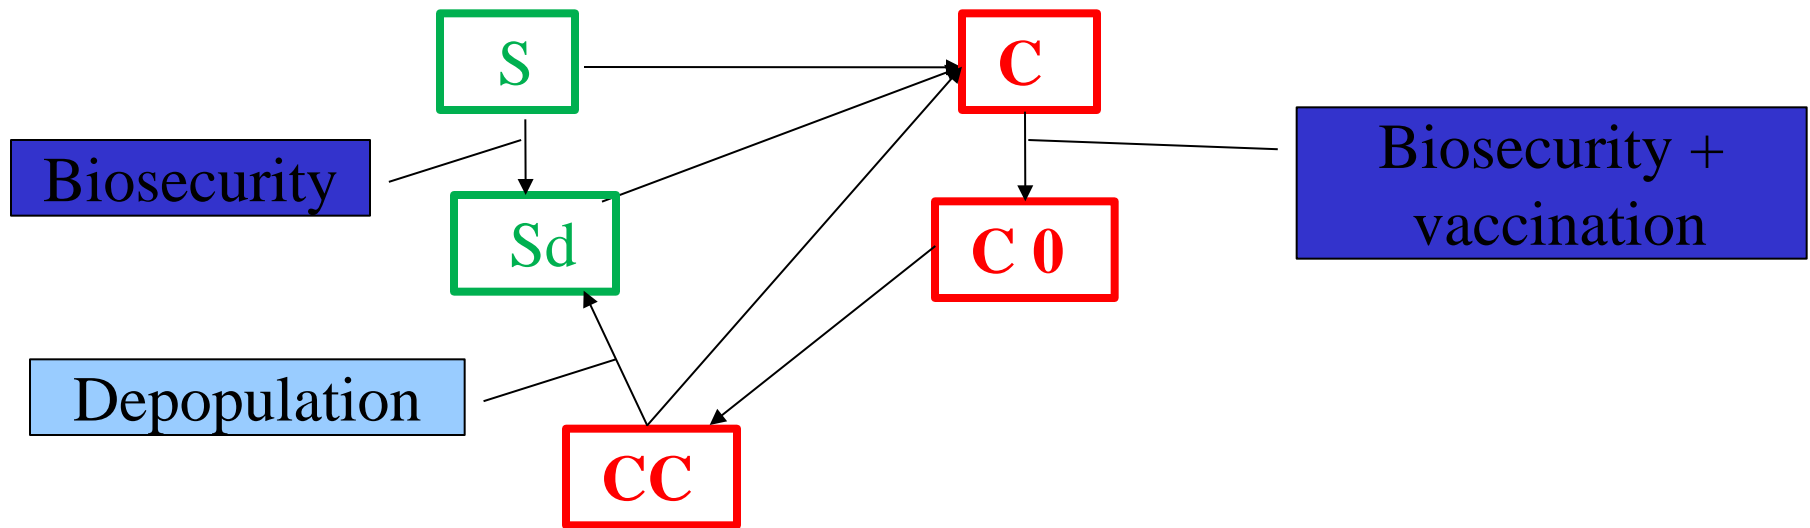 S
C
Biosecurity
Biosecurity +
vaccination
Sd
C 0
Depopulation
CC